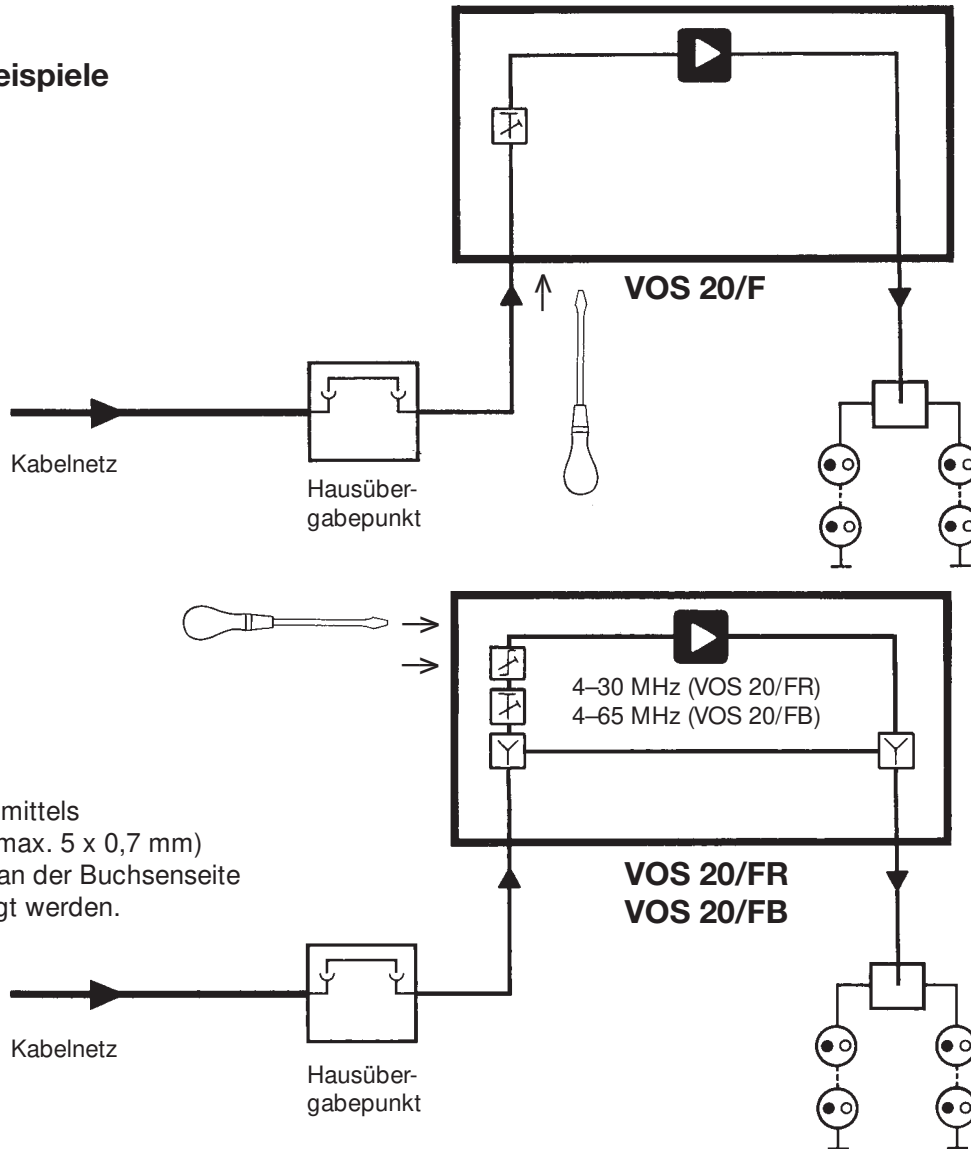 eispiele
VOS 20/F
Kabelnetz
Hausüber-
gabepunkt
4–30 MHz (VOS 20/FR)
4–65 MHz (VOS 20/FB)
mittels
max. 5 x 0,7 mm)
an der Buchsenseite
gt werden.
VOS 20/FR
VOS 20/FB
Kabelnetz
Hausüber-
gabepunkt